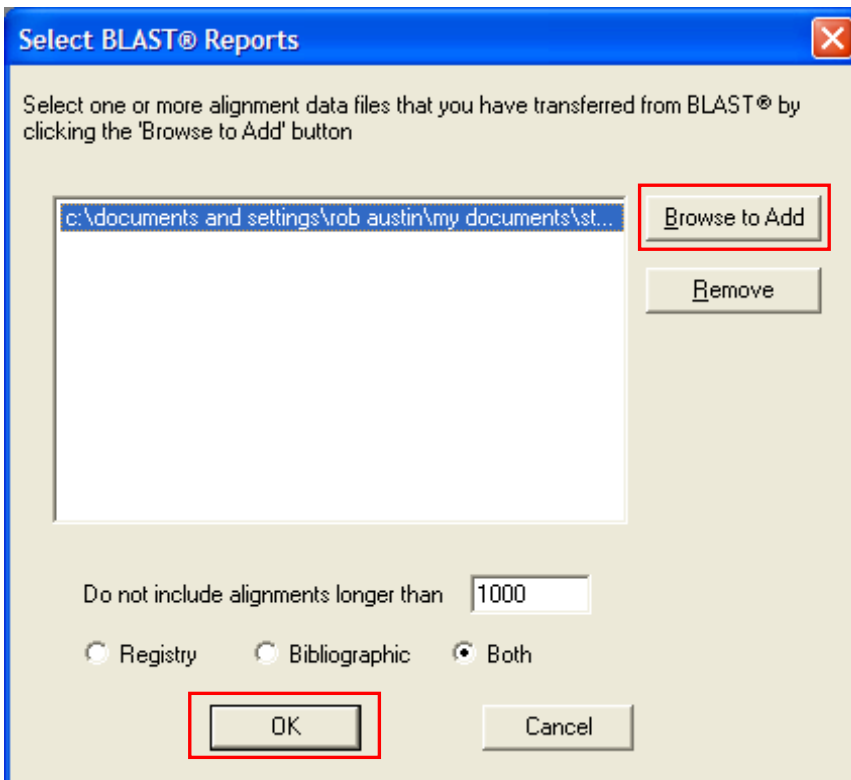 Select BLAST® Reports
Select one or more alignment data files that you have transferred from BLAST® by
clicking the 'Browse to Add' button
c:\documents and settings\rob austin\my documents\st...
Browse to Add
Remove
Do not include alignments longer than 1000
Registry Bibliographic Both
OK Cancel